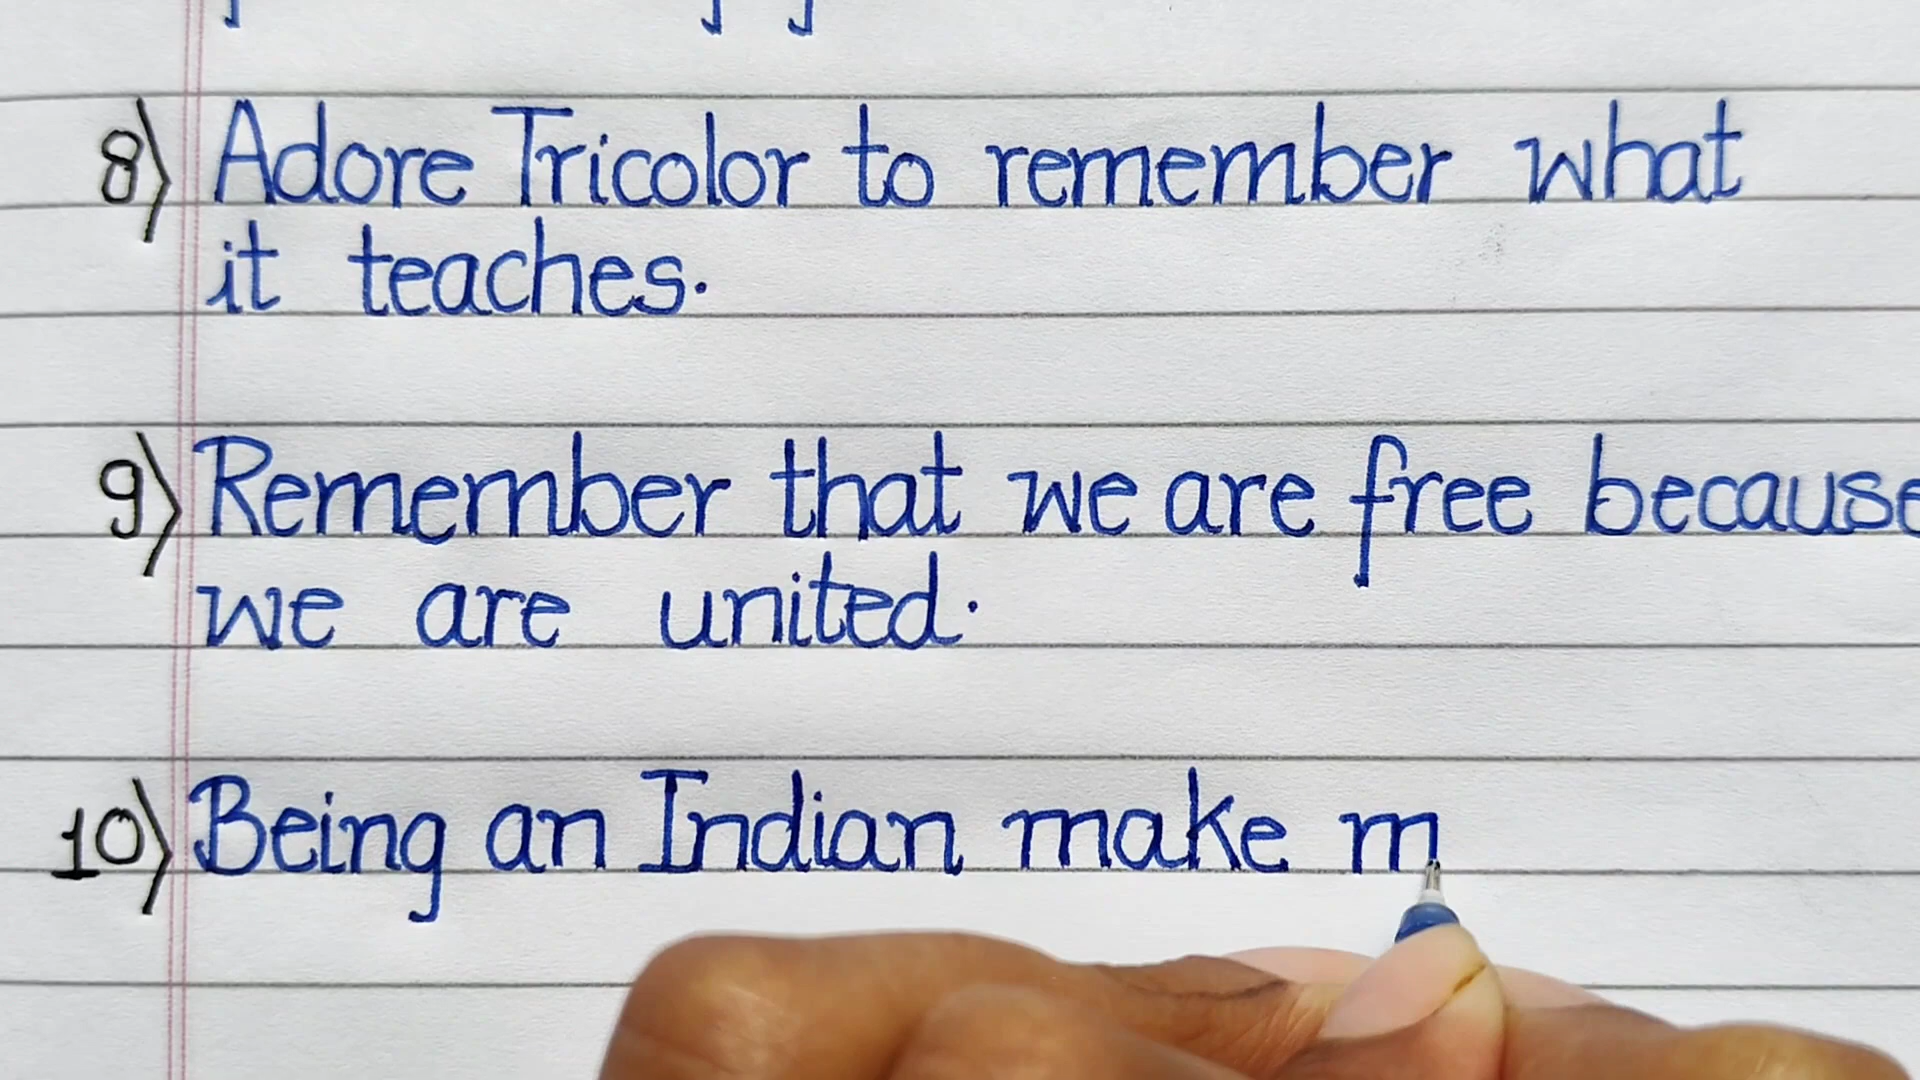 8) Adore Tricolor to remember what
it teaches.
9) Remember that we are free because
we are united.
10) Being an Indian make m